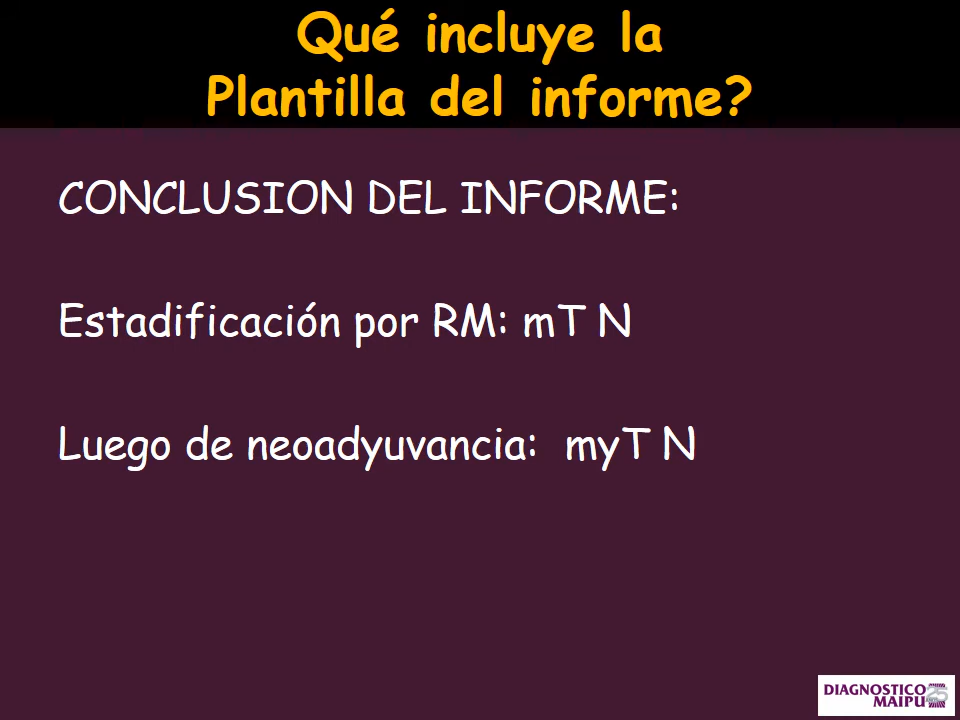 Qué incluye la
Plantilla del informe?
CONCLUSION DEL INFORME:
Estadificación por RM: mT N
Luego de neoadyuvancia: myT N
DIAGNOSTICO
MAIPU 25